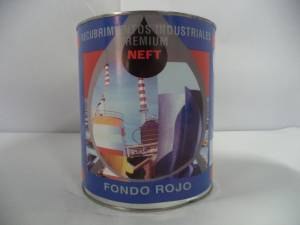 RECUBRIMIENTOS INDUSTRIALES
PREMIUM
NEFT
FONDO ROJO